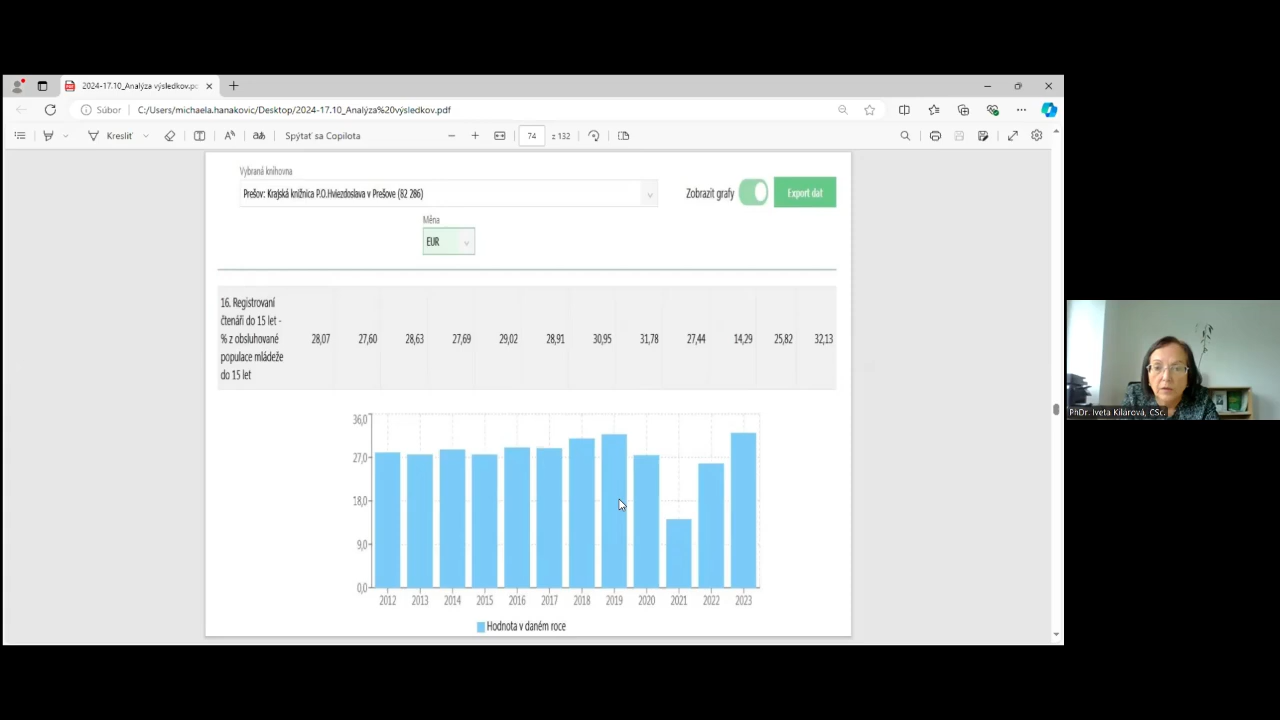 2024-17.10_Analýza výsledkov.pc
Súbor
C:/Users/michaela.hanakovic/Desktop/2024-17.10_Analýza%20výsledkov.pdf
Kresliť
Spýtať sa Copilota
74
z 132
Vybraná knihovna
Prešov: Krajská knižnica P.O.Hviezdoslava v Prešove (82 286)
Zobrazit grafy
Export dat
Měna
EUR
16. Registrovaní
čtenáři do 15 let -
% z obsluhované
populace mládeže
do 15 let
28,07 27,60 28,63 27,69 29,02 28,91 30,95 31,78 27,44 14,29 25,82 32,13
36,0
27,0
18,0
9,0
0,0
2012 2013 2014 2015 2016 2017 2018 2019 2020 2021 2022 2023
Hodnota v daném roce
PhDr. Iveta Kilárová, CSc.